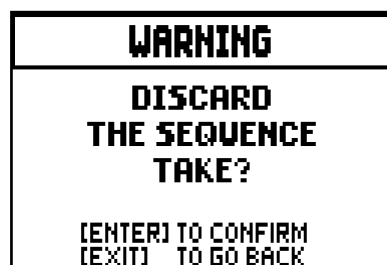 WARNING
DISCARD
THE SEQUENCE
TAKE?
[ENTER] TO CONFIRM
[EXIT] TO GO BACK